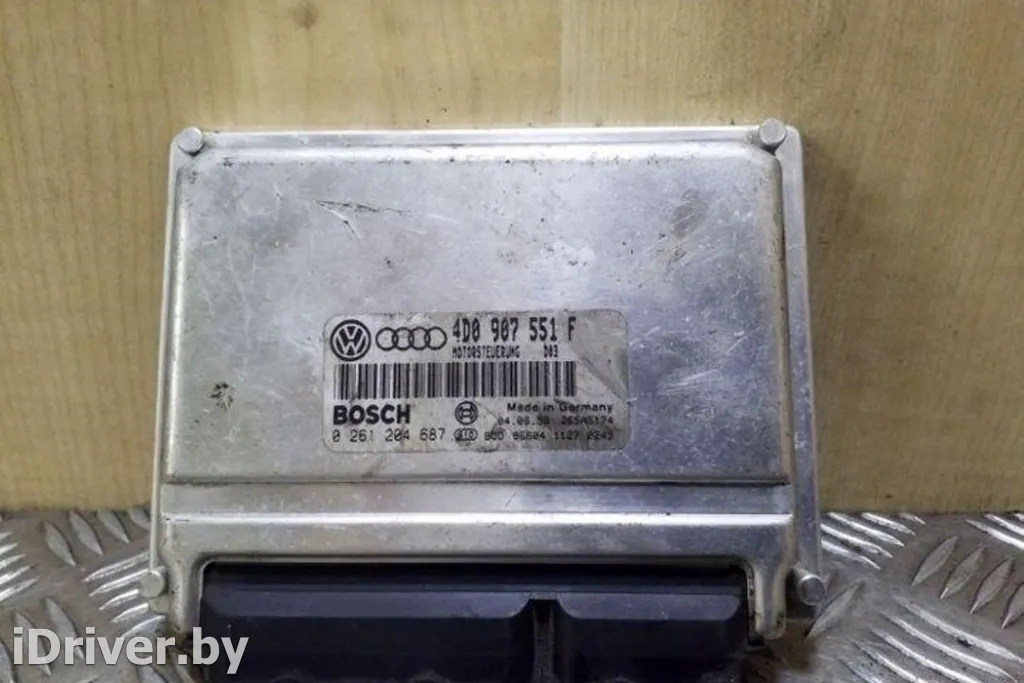 4D0 907 551 F
MOTORSTEUERUNG D03
BOSCH
Made in Germany
0 261 204 687
iDriver.by